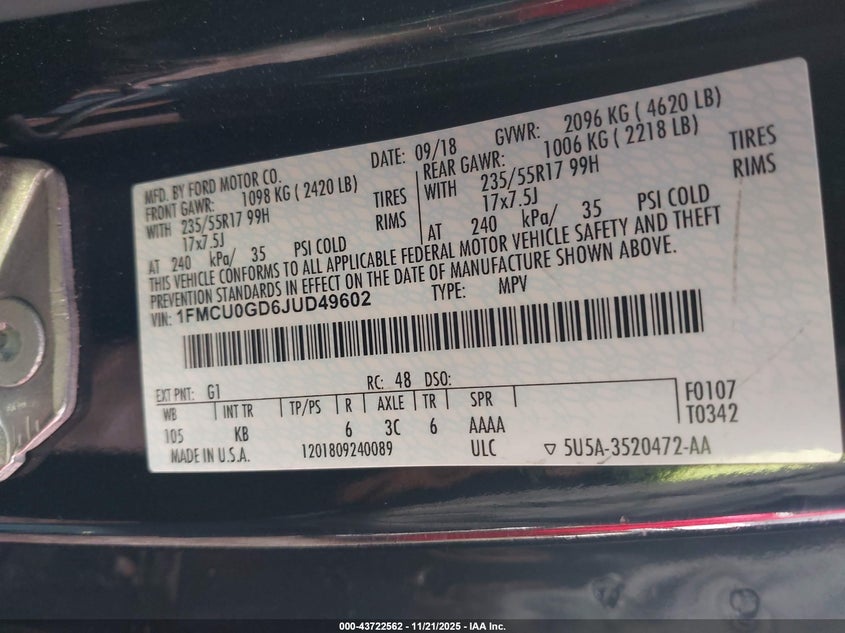 MFD. BY FORD MOTOR CO.
DATE: 09/18
GVWR: 2096 KG ( 4620 LB)
FRONT GAWR: 1098 KG ( 2420 LB)
WITH 235/55R17 99H TIRES
17x7.5J RIMS
AT 240 kPa/ 35 PSI COLD
REAR GAWR: 1006 KG ( 2218 LB)
WITH 235/55R17 99H TIRES
17x7.5J RIMS
AT 240 kPa/ 35 PSI COLD
THIS VEHICLE CONFORMS TO ALL APPLICABLE FEDERAL MOTOR VEHICLE SAFETY AND THEFT
PREVENTION STANDARDS IN EFFECT ON THE DATE OF MANUFACTURE SHOWN ABOVE.
VIN: 1FMCU0GD6JUD49602 TYPE: MPV
EXT PNT: G1 RC: 48 DSO:
WB INT TR TP/PS R AXLE TR SPR
105 KB 6 3C 6 AAAA
F0107
T0342
MADE IN U.S.A. 1201809240089 ULC ▽ 5U5A-3520472-AA
000-43722562 - 11/21/2025 - IAA Inc.